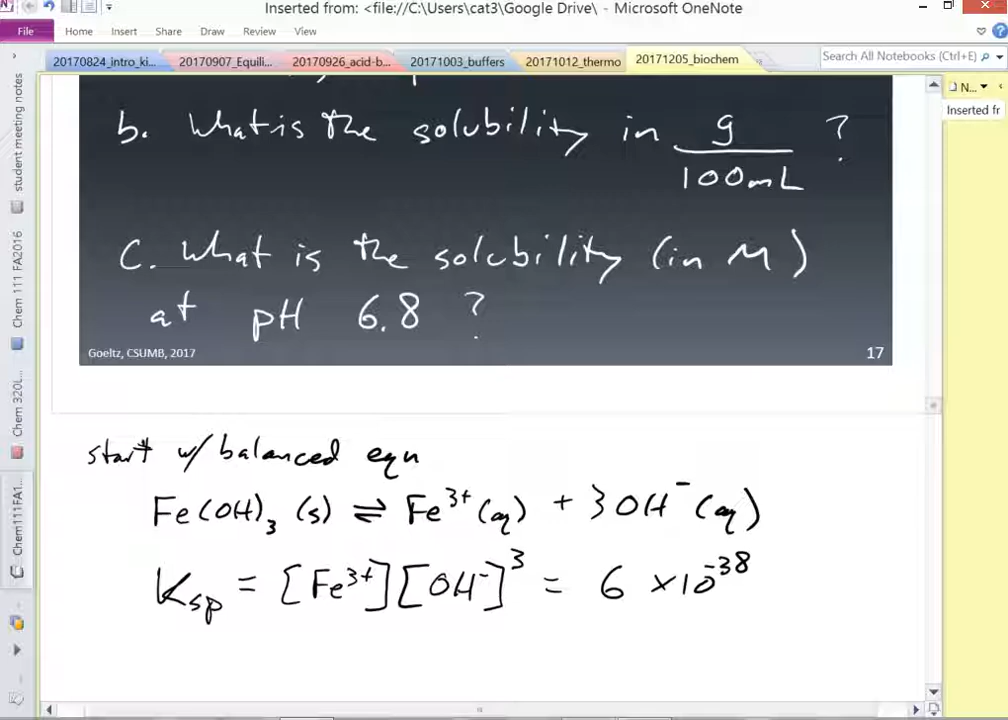 Inserted from: <file://C:\Users\cat3\Google Drive\ - Microsoft OneNote
File Home Insert Share Draw Review View
20170824_intro_ki... 20170907_Equili... 20170926_acid-b... 20171003_buffers 20171012_thermo 20171205_biochem
Search All Notebooks (Ctrl+E)
N...
Inserted fr
student meeting notes
Chem 111 FA2016
Chem 320L
Chem111FA1
b. What is the solubility in g/100mL ?
C. What is the solubility (in M)
at pH 6.8 ?
Goeltz, CSUMB, 2017
17
start w/ balanced eqn
Fe(OH)₃ (s) ⇌ Fe³⁺(aq) + 3OH⁻(aq)
Ksp = [Fe³⁺][OH⁻]³ = 6 ×10⁻³⁸